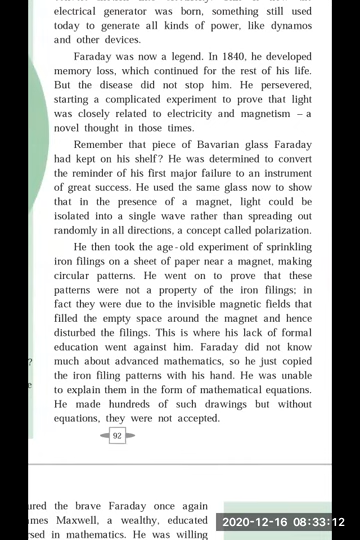 electrical generator was born, something still used
today to generate all kinds of power, like dynamos
and other devices.
Faraday was now a legend. In 1840, he developed
memory loss, which continued for the rest of his life.
But the disease did not stop him. He persevered,
starting a complicated experiment to prove that light
was closely related to electricity and magnetism – a
novel thought in those times.
Remember that piece of Bavarian glass Faraday
had kept on his shelf? He was determined to convert
the reminder of his first major failure to an instrument
of great success. He used the same glass now to show
that in the presence of a magnet, light could be
isolated into a single wave rather than spreading out
randomly in all directions, a concept called polarization.
He then took the age-old experiment of sprinkling
iron filings on a sheet of paper near a magnet, making
circular patterns. He went on to prove that these
patterns were not a property of the iron filings; in
fact they were due to the invisible magnetic fields that
filled the empty space around the magnet and hence
disturbed the filings. This is where his lack of formal
education went against him. Faraday did not know
much about advanced mathematics, so he just copied
the iron filing patterns with his hand. He was unable
to explain them in the form of mathematical equations.
He made hundreds of such drawings but without
equations, they were not accepted.
?
e
92
ured the brave Faraday once again
ames Maxwell, a wealthy, educated
rsed in mathematics. He was willing
2020-12-16 08:33:12